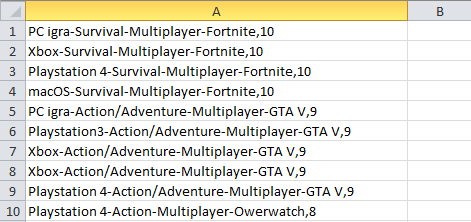 A B
1 PC igra-Survival-Multiplayer-Fortnite,10
2 Xbox-Survival-Multiplayer-Fortnite,10
3 Playstation 4-Survival-Multiplayer-Fortnite,10
4 macOS-Survival-Multiplayer-Fortnite,10
5 PC igra-Action/Adventure-Multiplayer-GTA V,9
6 Playstation3-Action/Adventure-Multiplayer-GTA V,9
7 Xbox-Action/Adventure-Multiplayer-GTA V,9
8 Xbox-Action/Adventure-Multiplayer-GTA V,9
9 Playstation 4-Action/Adventure-Multiplayer-GTA V,9
10 Playstation 4-Action-Multiplayer-Owerwatch,8